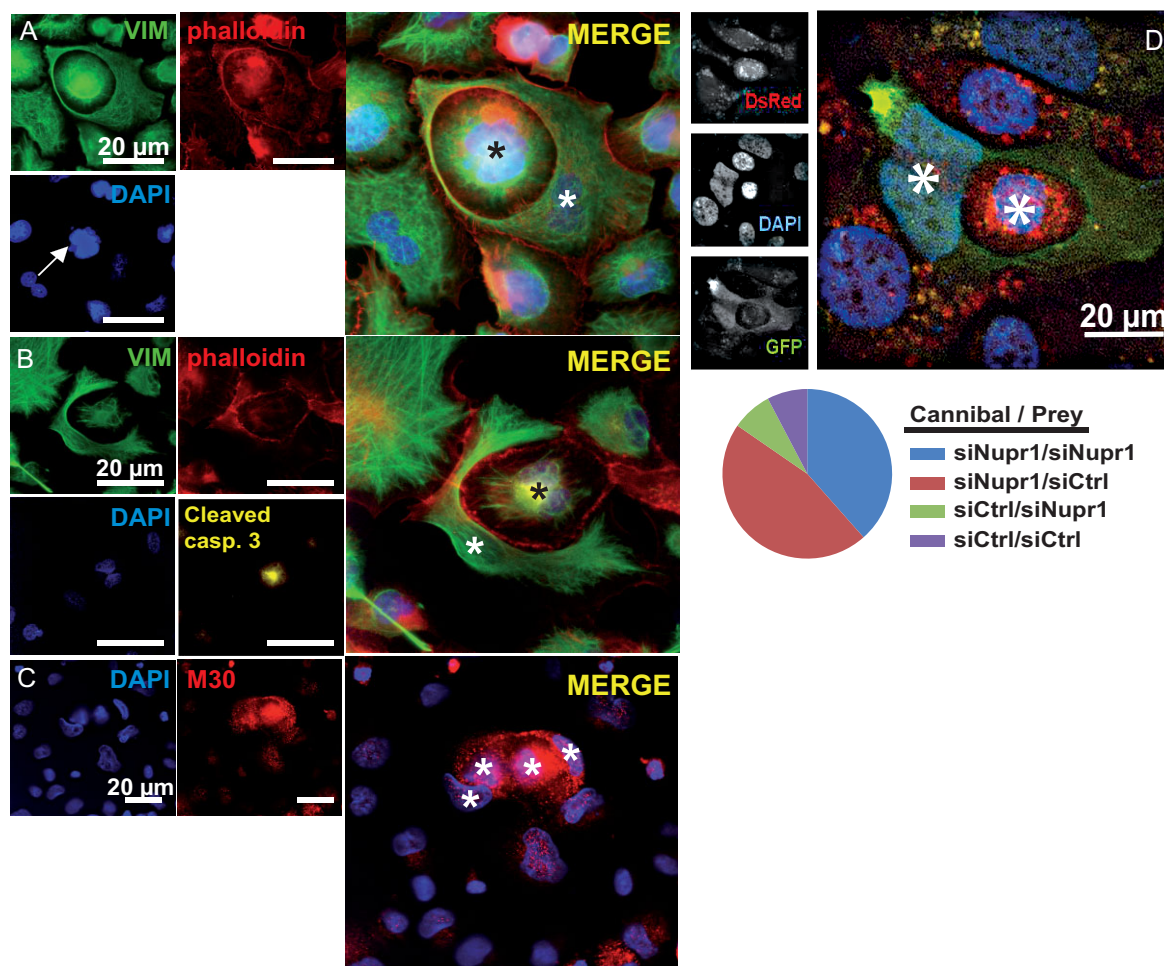 A
VIM
phalloidin
MERGE
20 µm
DAPI
B
VIM
phalloidin
MERGE
20 µm
DAPI
Cleaved
casp. 3
C
DAPI
M30
MERGE
20 µm
D
DsRed
DAPI
GFP
20 µm
Cannibal / Prey
siNupr1/siNupr1
siNupr1/siCtrl
siCtrl/siNupr1
siCtrl/siCtrl